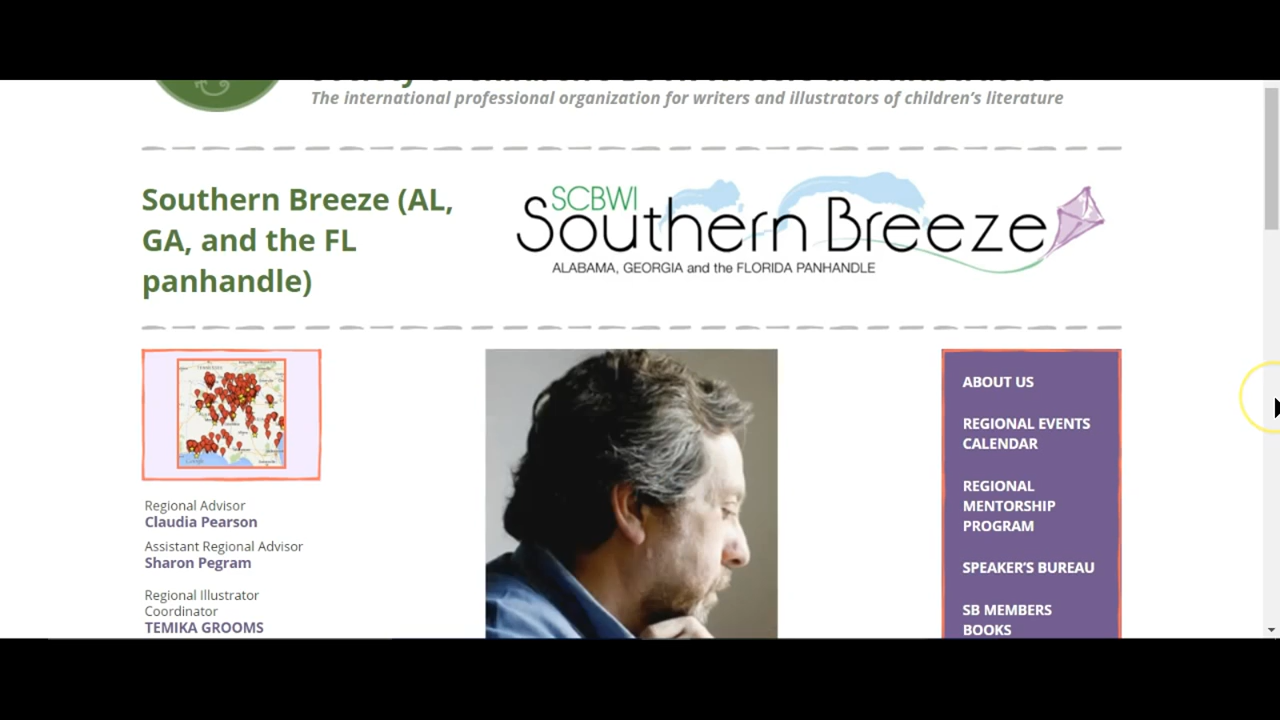 The international professional organization for writers and illustrators of children's literature
Southern Breeze (AL,
GA, and the FL
panhandle)
SCBWI
Southern Breeze
ALABAMA, GEORGIA and the FLORIDA PANHANDLE
Regional Advisor
Claudia Pearson
Assistant Regional Advisor
Sharon Pegram
Regional Illustrator
Coordinator
TEMIKA GROOMS
ABOUT US
REGIONAL EVENTS
CALENDAR
REGIONAL
MENTORSHIP
PROGRAM
SPEAKER'S BUREAU
SB MEMBERS
BOOKS